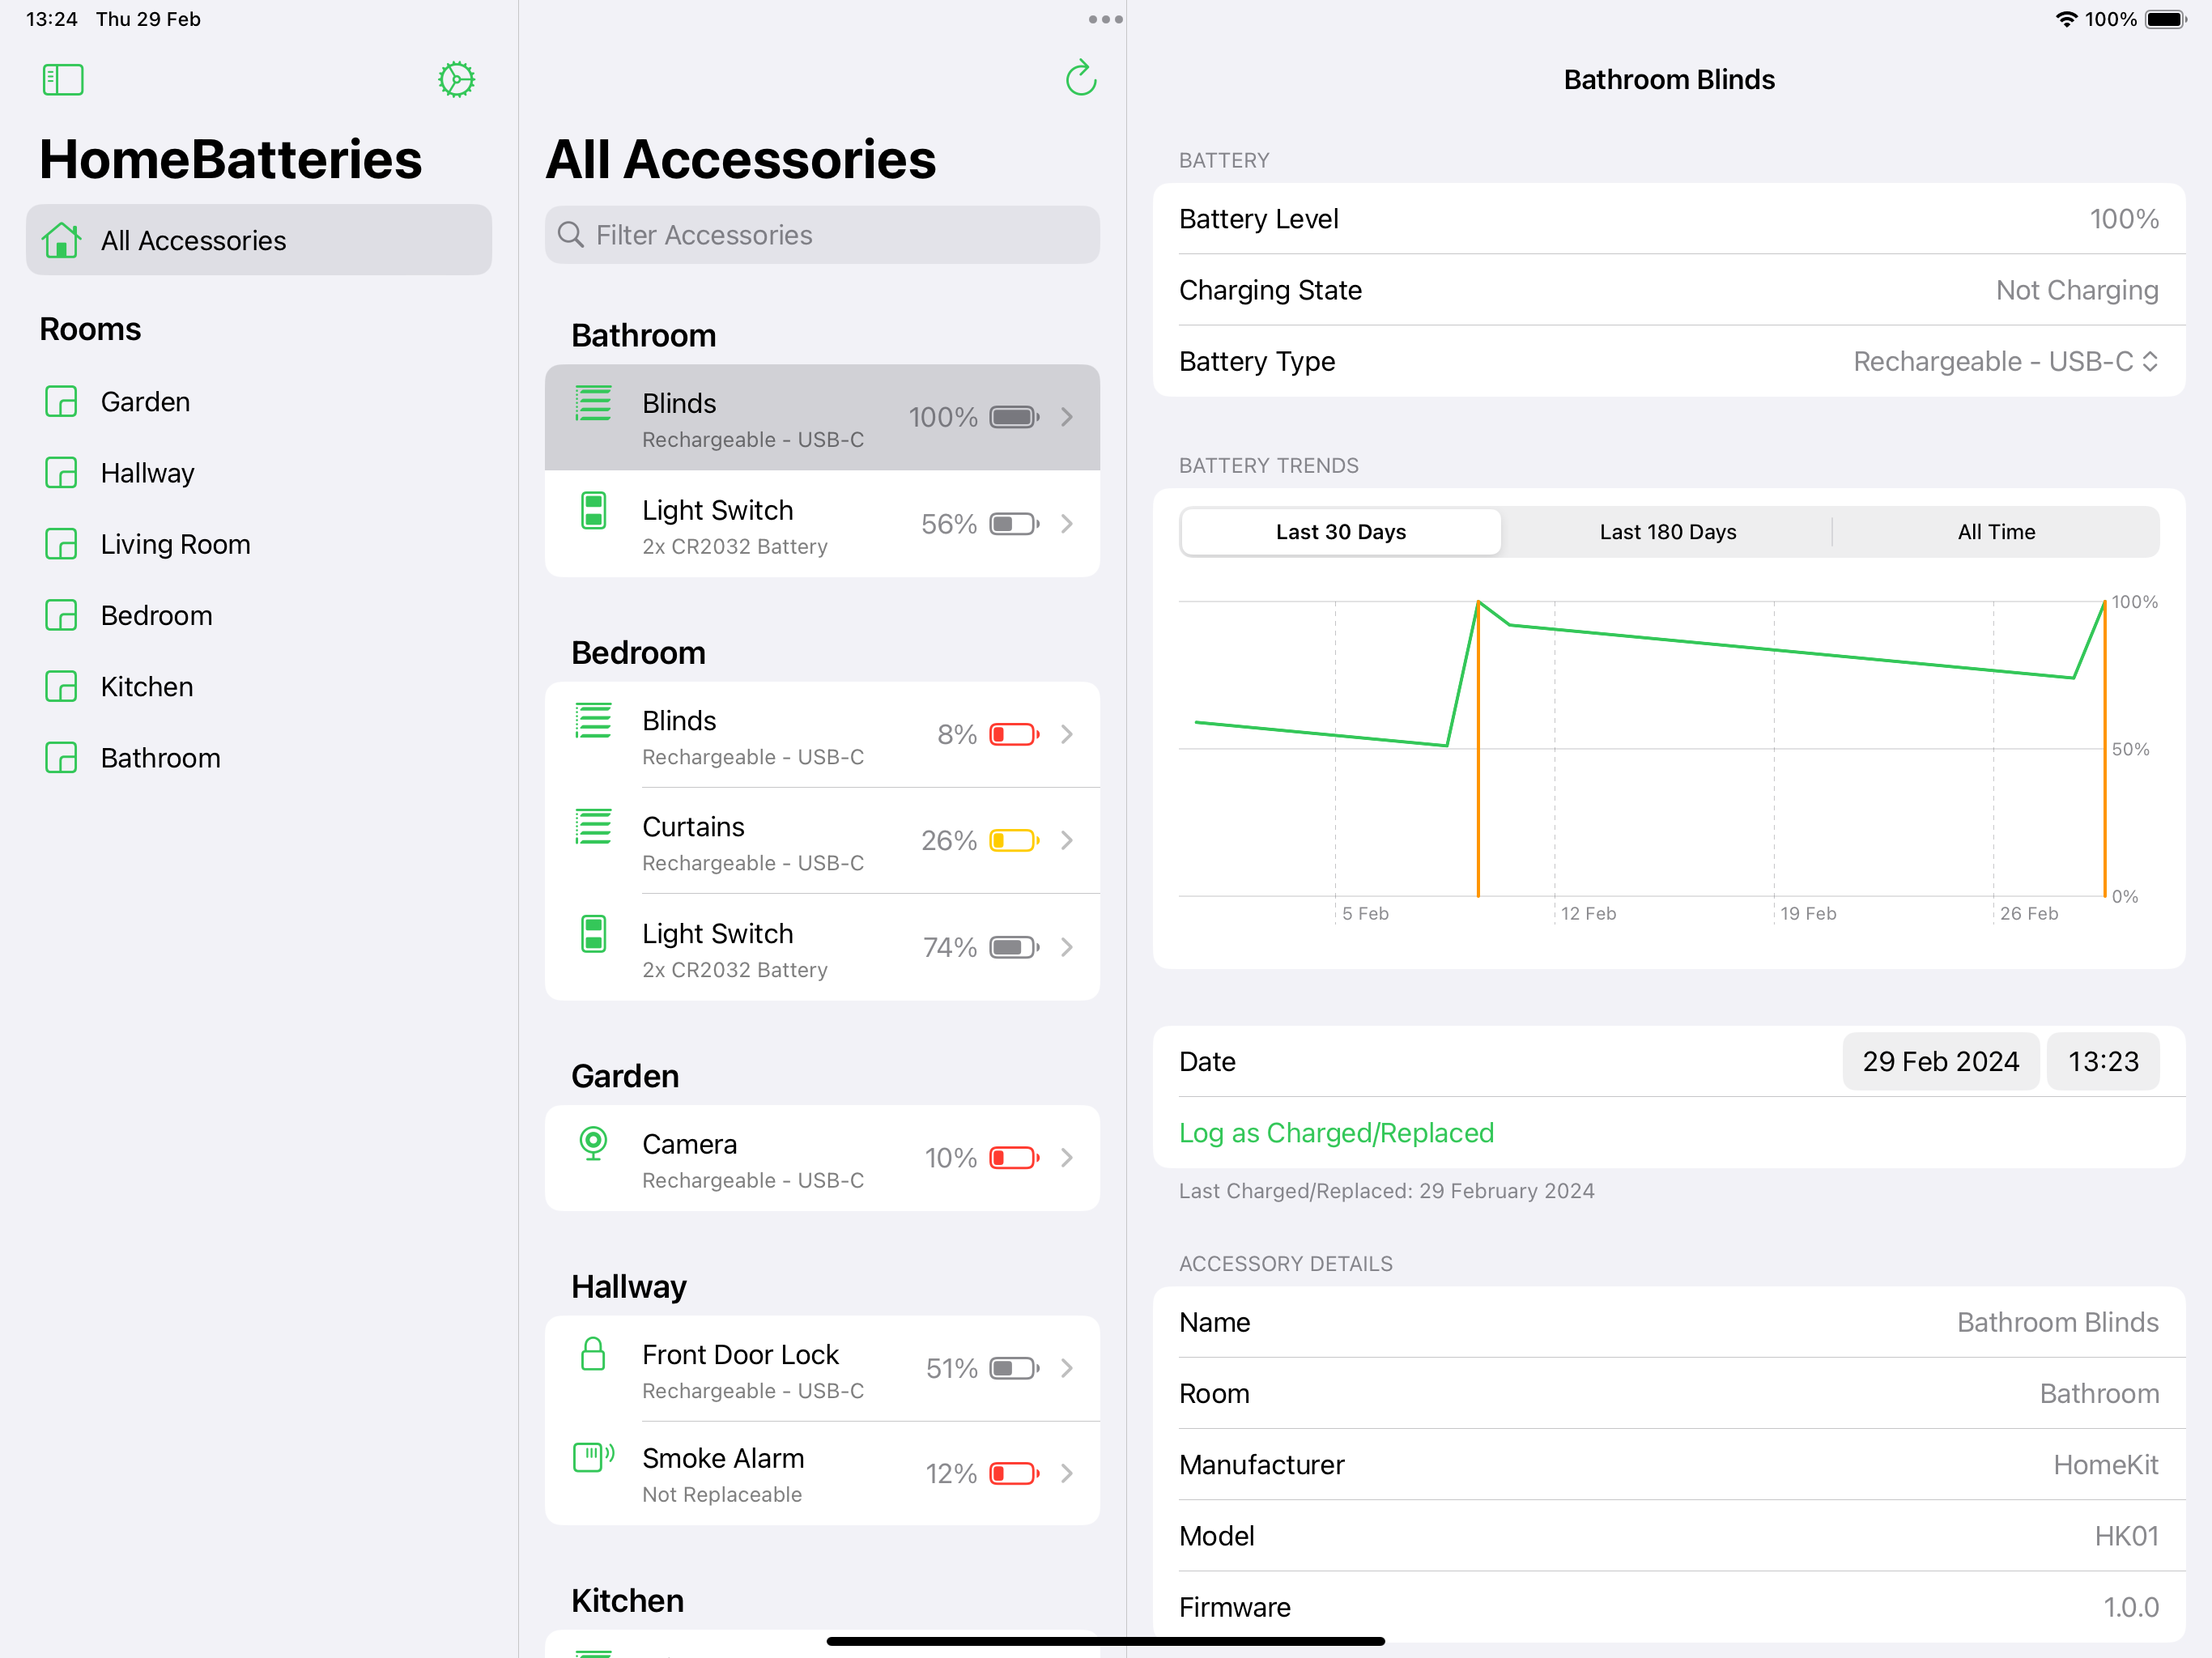 13:24 Thu 29 Feb
100%
HomeBatteries
All Accessories
Rooms
Garden
Hallway
Living Room
Bedroom
Kitchen
Bathroom
All Accessories
Filter Accessories
Bathroom
Blinds
Rechargeable - USB-C
100%
Light Switch
2x CR2032 Battery
56%
Bedroom
Blinds
Rechargeable - USB-C
8%
Curtains
Rechargeable - USB-C
26%
Light Switch
2x CR2032 Battery
74%
Garden
Camera
Rechargeable - USB-C
10%
Hallway
Front Door Lock
Rechargeable - USB-C
51%
Smoke Alarm
Not Replaceable
12%
Kitchen
Bathroom Blinds
BATTERY
Battery Level 100%
Charging State Not Charging
Battery Type Rechargeable - USB-C
BATTERY TRENDS
Last 30 Days Last 180 Days All Time
100%
50%
0%
5 Feb 12 Feb 19 Feb 26 Feb
Date 29 Feb 2024 13:23
Log as Charged/Replaced
Last Charged/Replaced: 29 February 2024
ACCESSORY DETAILS
Name Bathroom Blinds
Room Bathroom
Manufacturer HomeKit
Model HK01
Firmware 1.0.0